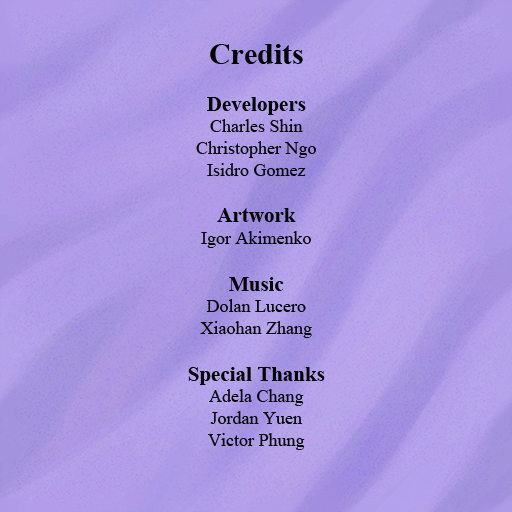 Credits
Developers
Charles Shin
Christopher Ngo
Isidro Gomez
Artwork
Igor Akimenko
Music
Dolan Lucero
Xiaohan Zhang
Special Thanks
Adela Chang
Jordan Yuen
Victor Phung